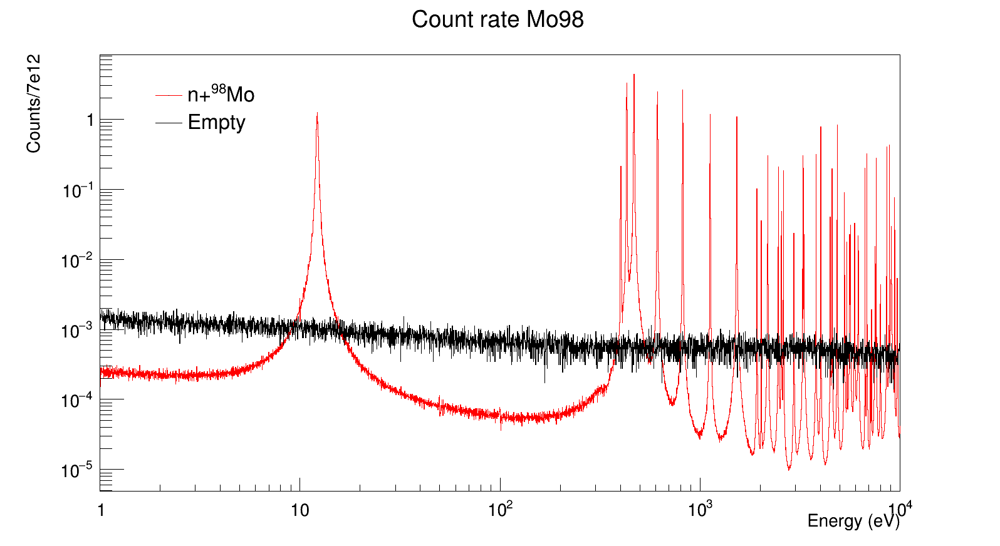 Count rate Mo98
Counts/7e12
n+⁹⁸Mo
Empty
1
10⁻¹
10⁻²
10⁻³
10⁻⁴
10⁻⁵
1 10 10² 10³ 10⁴
Energy (eV)